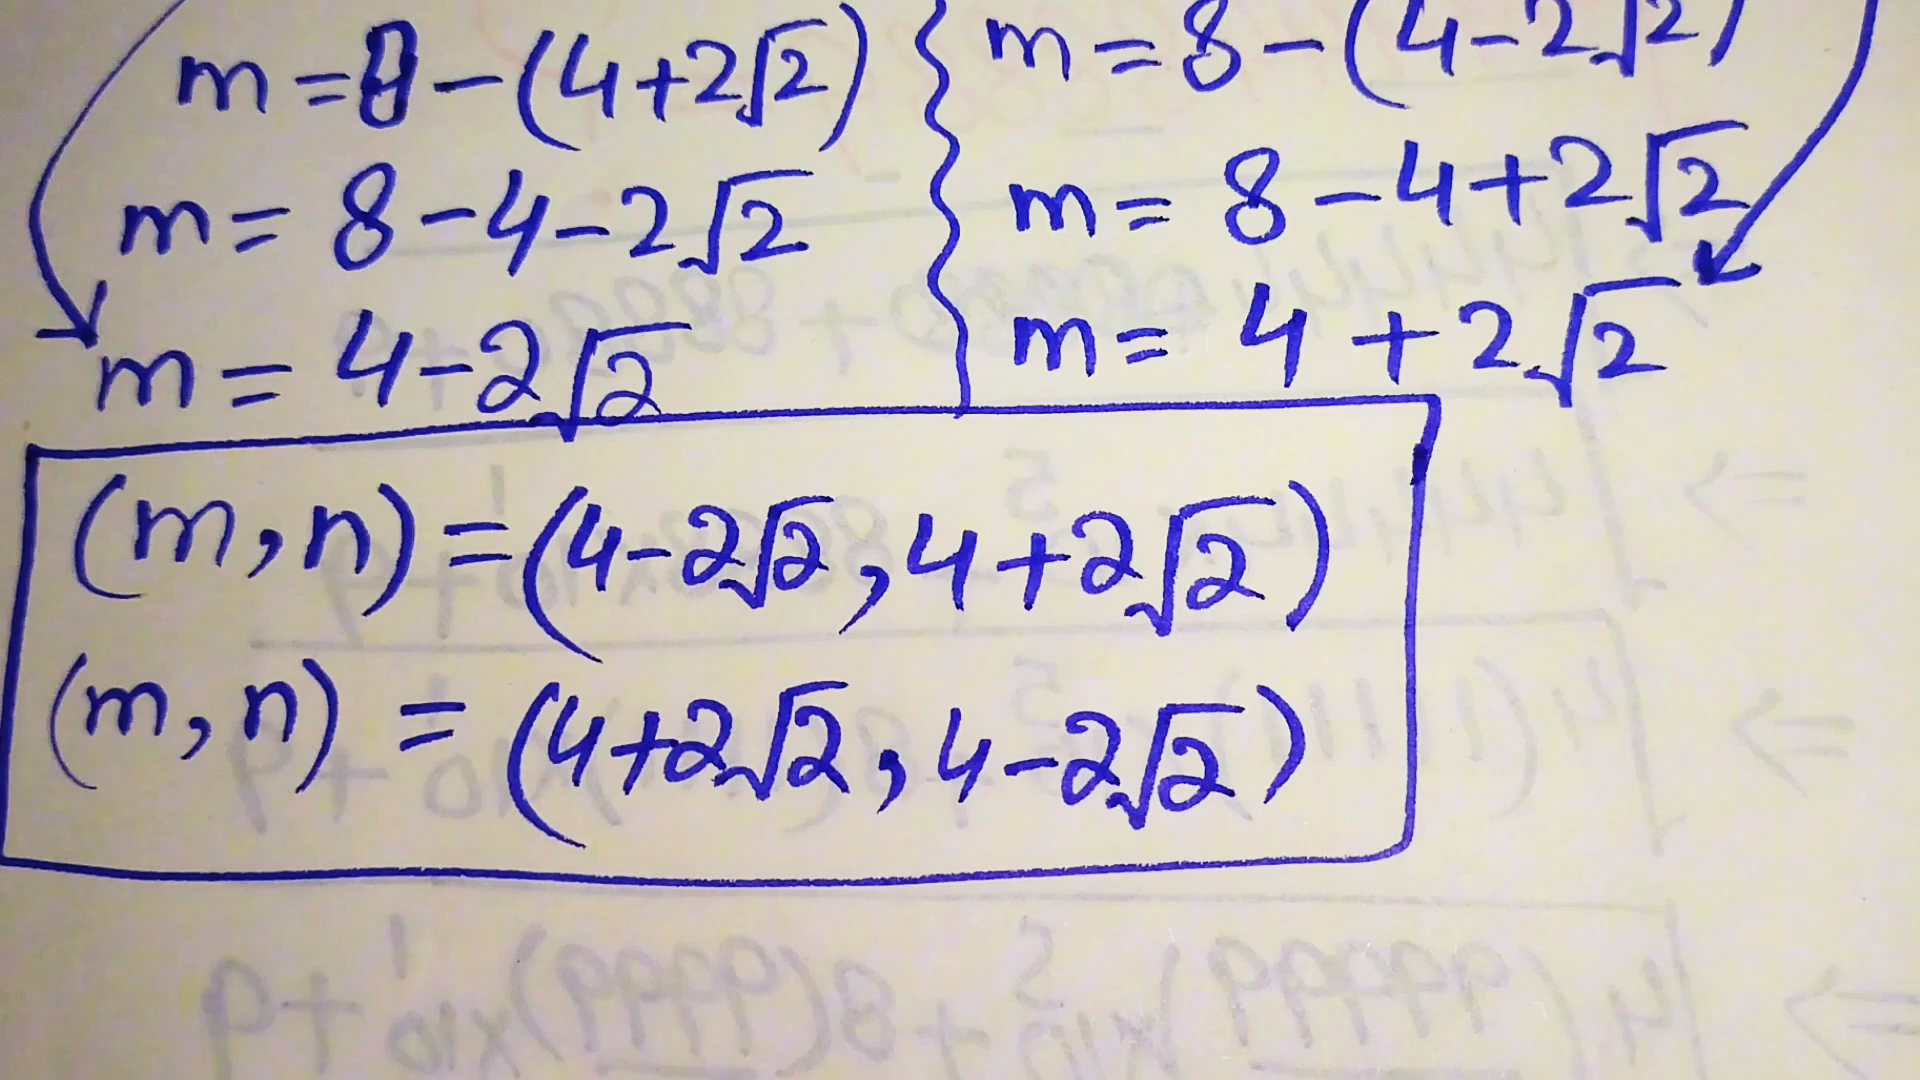 m = 8 - (4+2√2) } m = 8 - (4-2√2)
m = 8-4-2√2 } m = 8-4+2√2
m = 4-2√2 } m = 4+2√2
(m,n) = (4-2√2, 4+2√2)
(m,n) = (4+2√2, 4-2√2)